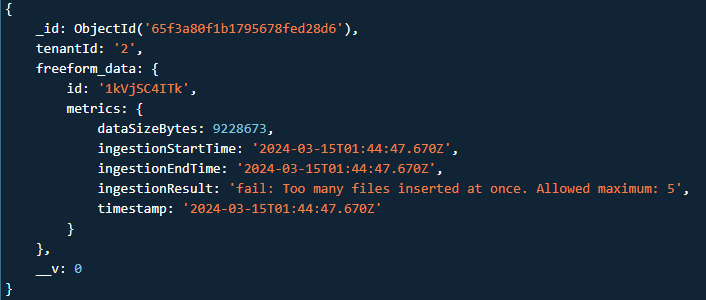 {
_id: ObjectId('65f3a80f1b1795678fed28d6'),
tenantId: '2',
freeform_data: {
id: '1kVjSC4ITk',
metrics: {
dataSizeBytes: 9228673,
ingestionStartTime: '2024-03-15T01:44:47.670Z',
ingestionEndTime: '2024-03-15T01:44:47.670Z',
ingestionResult: 'fail: Too many files inserted at once. Allowed maximum: 5',
timestamp: '2024-03-15T01:44:47.670Z'
}
},
__v: 0
}